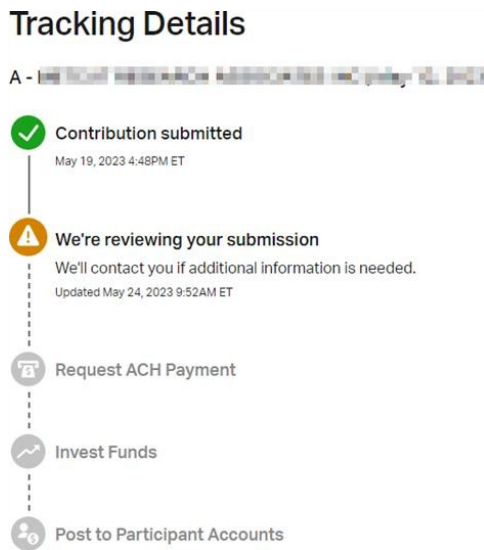 Tracking Details
A -
Contribution submitted
May 19, 2023 4:48PM ET
We're reviewing your submission
We'll contact you if additional information is needed.
Updated May 24, 2023 9:52AM ET
Request ACH Payment
Invest Funds
Post to Participant Accounts